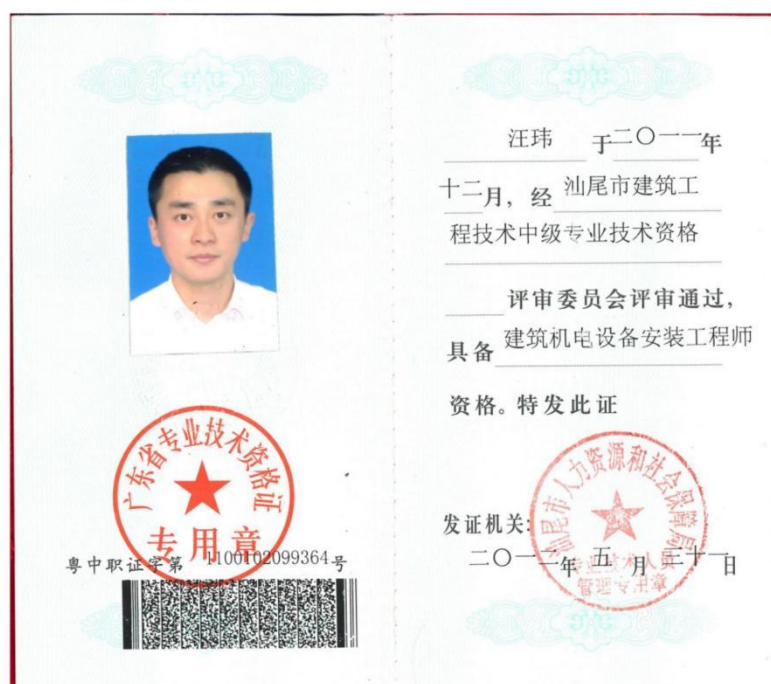 广东省专业技术资格证
专用章
粤中职证字第 1100102099364号
汪玮 于二〇一一年
十二月，经 汕尾市建筑工
程技术中级专业技术资格
评审委员会评审通过，
具备 建筑机电设备安装工程师
资格。特发此证
汕尾市人力资源和社会保障局
专业技术人员
管理专用章
发证机关：
二〇一二年 五 月 三十一日